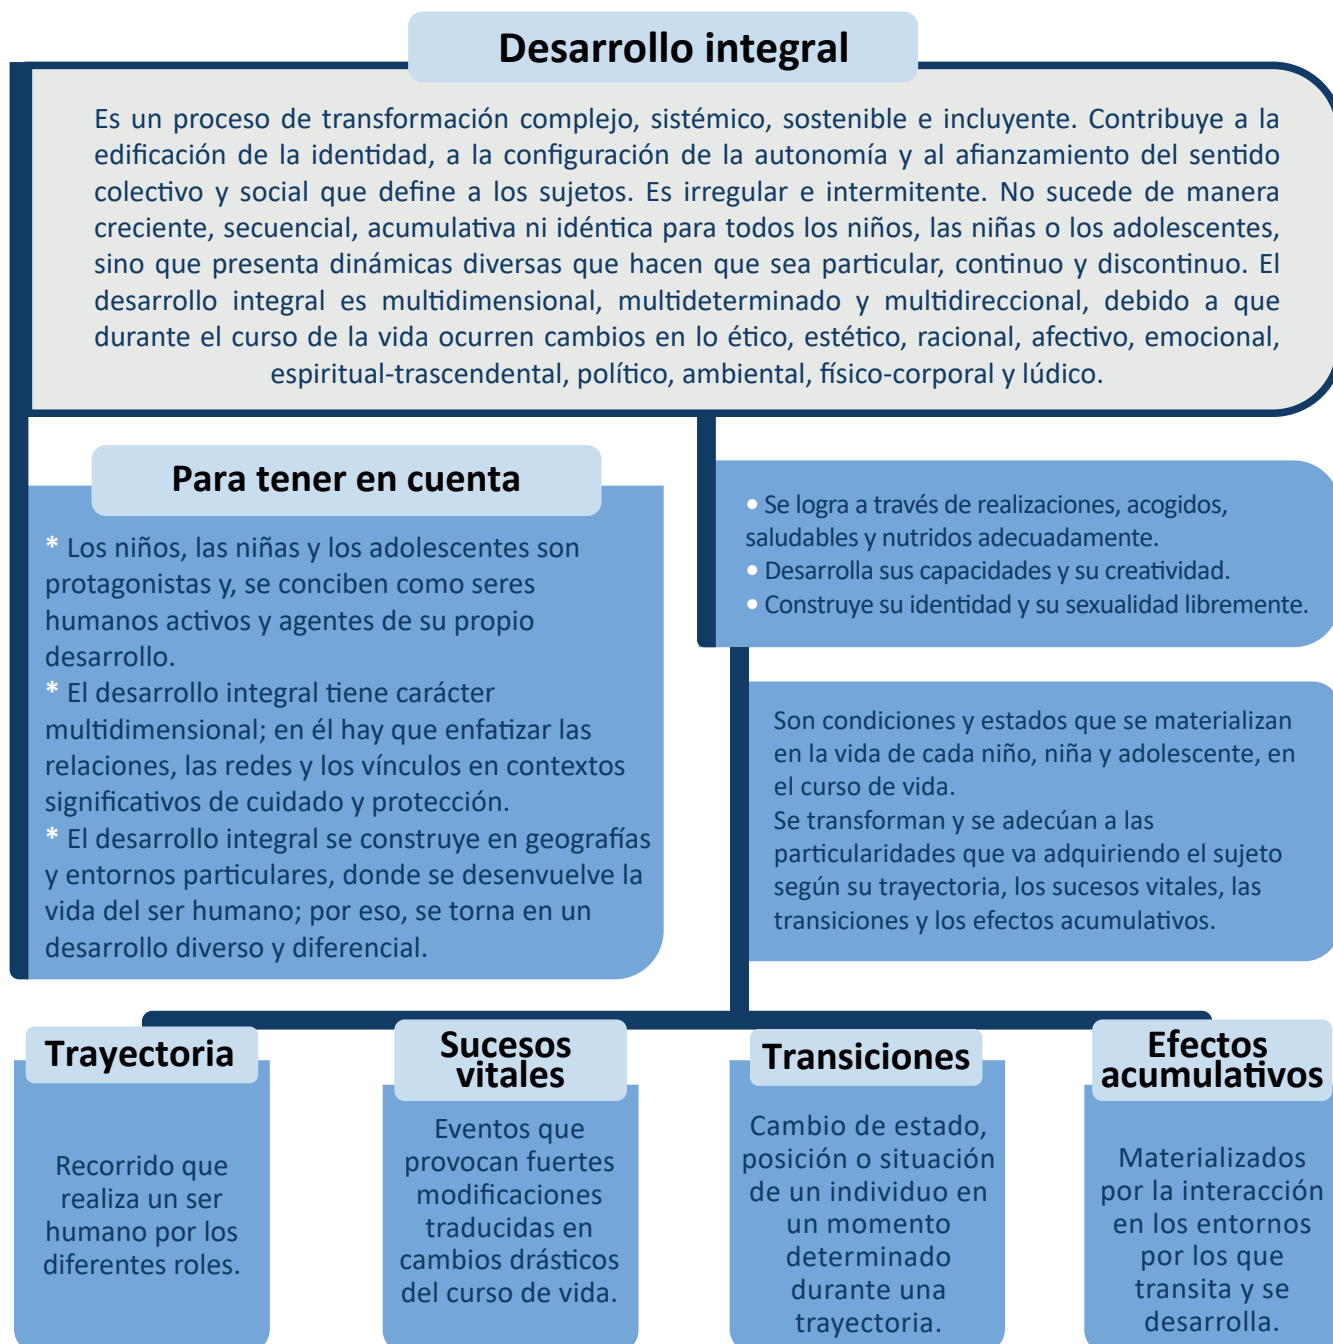 Desarrollo integral
Es un proceso de transformación complejo, sistémico, sostenible e incluyente. Contribuye a la
edificación de la identidad, a la configuración de la autonomía y al afianzamiento del sentido
colectivo y social que define a los sujetos. Es irregular e intermitente. No sucede de manera
creciente, secuencial, acumulativa ni idéntica para todos los niños, las niñas o los adolescentes,
sino que presenta dinámicas diversas que hacen que sea particular, continuo y discontinuo. El
desarrollo integral es multidimensional, multideterminado y multidireccional, debido a que
durante el curso de la vida ocurren cambios en lo ético, estético, racional, afectivo, emocional,
espiritual-trascendental, político, ambiental, físico-corporal y lúdico.
Para tener en cuenta
* Los niños, las niñas y los adolescentes son
protagonistas y, se conciben como seres
humanos activos y agentes de su propio
desarrollo.
* El desarrollo integral tiene carácter
multidimensional; en él hay que enfatizar las
relaciones, las redes y los vínculos en contextos
significativos de cuidado y protección.
* El desarrollo integral se construye en geografías
y entornos particulares, donde se desenvuelve la
vida del ser humano; por eso, se torna en un
desarrollo diverso y diferencial.
• Se logra a través de realizaciones, acogidos,
saludables y nutridos adecuadamente.
• Desarrolla sus capacidades y su creatividad.
• Construye su identidad y su sexualidad libremente.
Son condiciones y estados que se materializan
en la vida de cada niño, niña y adolescente, en
el curso de vida.
Se transforman y se adecúan a las
particularidades que va adquiriendo el sujeto
según su trayectoria, los sucesos vitales, las
transiciones y los efectos acumulativos.
Trayectoria
Recorrido que
realiza un ser
humano por los
diferentes roles.
Sucesos
vitales
Eventos que
provocan fuertes
modificaciones
traducidas en
cambios drásticos
del curso de vida.
Transiciones
Cambio de estado,
posición o situación
de un individuo en
un momento
determinado
durante una
trayectoria.
Efectos
acumulativos
Materializados
por la interacción
en los entornos
por los que
transita y se
desarrolla.